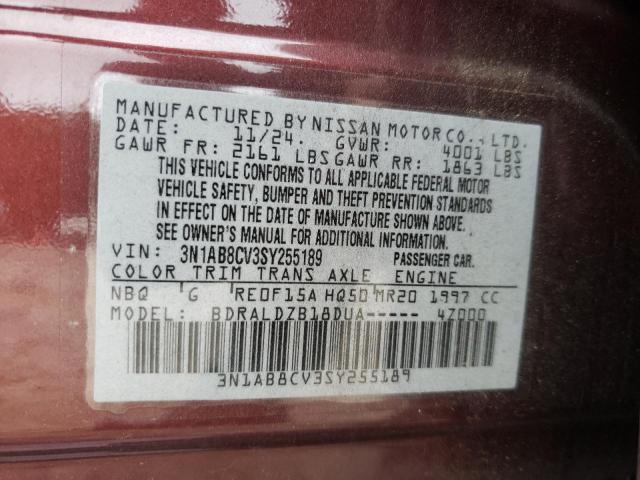 MANUFACTURED BY NISSAN MOTOR CO., LTD.
DATE: 11/24. GVWR: 4001 LBS
GAWR FR: 2161 LBS GAWR RR: 1863 LBS
THIS VEHICLE CONFORMS TO ALL APPLICABLE FEDERAL MOTOR
VEHICLE SAFETY, BUMPER AND THEFT PREVENTION STANDARDS
IN EFFECT ON THE DATE OF MANUFACTURE SHOWN ABOVE.
SEE OWNER'S MANUAL FOR ADDITIONAL INFORMATION.
VIN: 3N1AB8CV3SY255189 PASSENGER CAR.
COLOR TRIM TRANS AXLE ENGINE
NBQ G RE0F15A HQ50 MR20 1997 CC
MODEL: BDRALDZB18DUA----- 4Z000
3N1AB8CV3SY255189